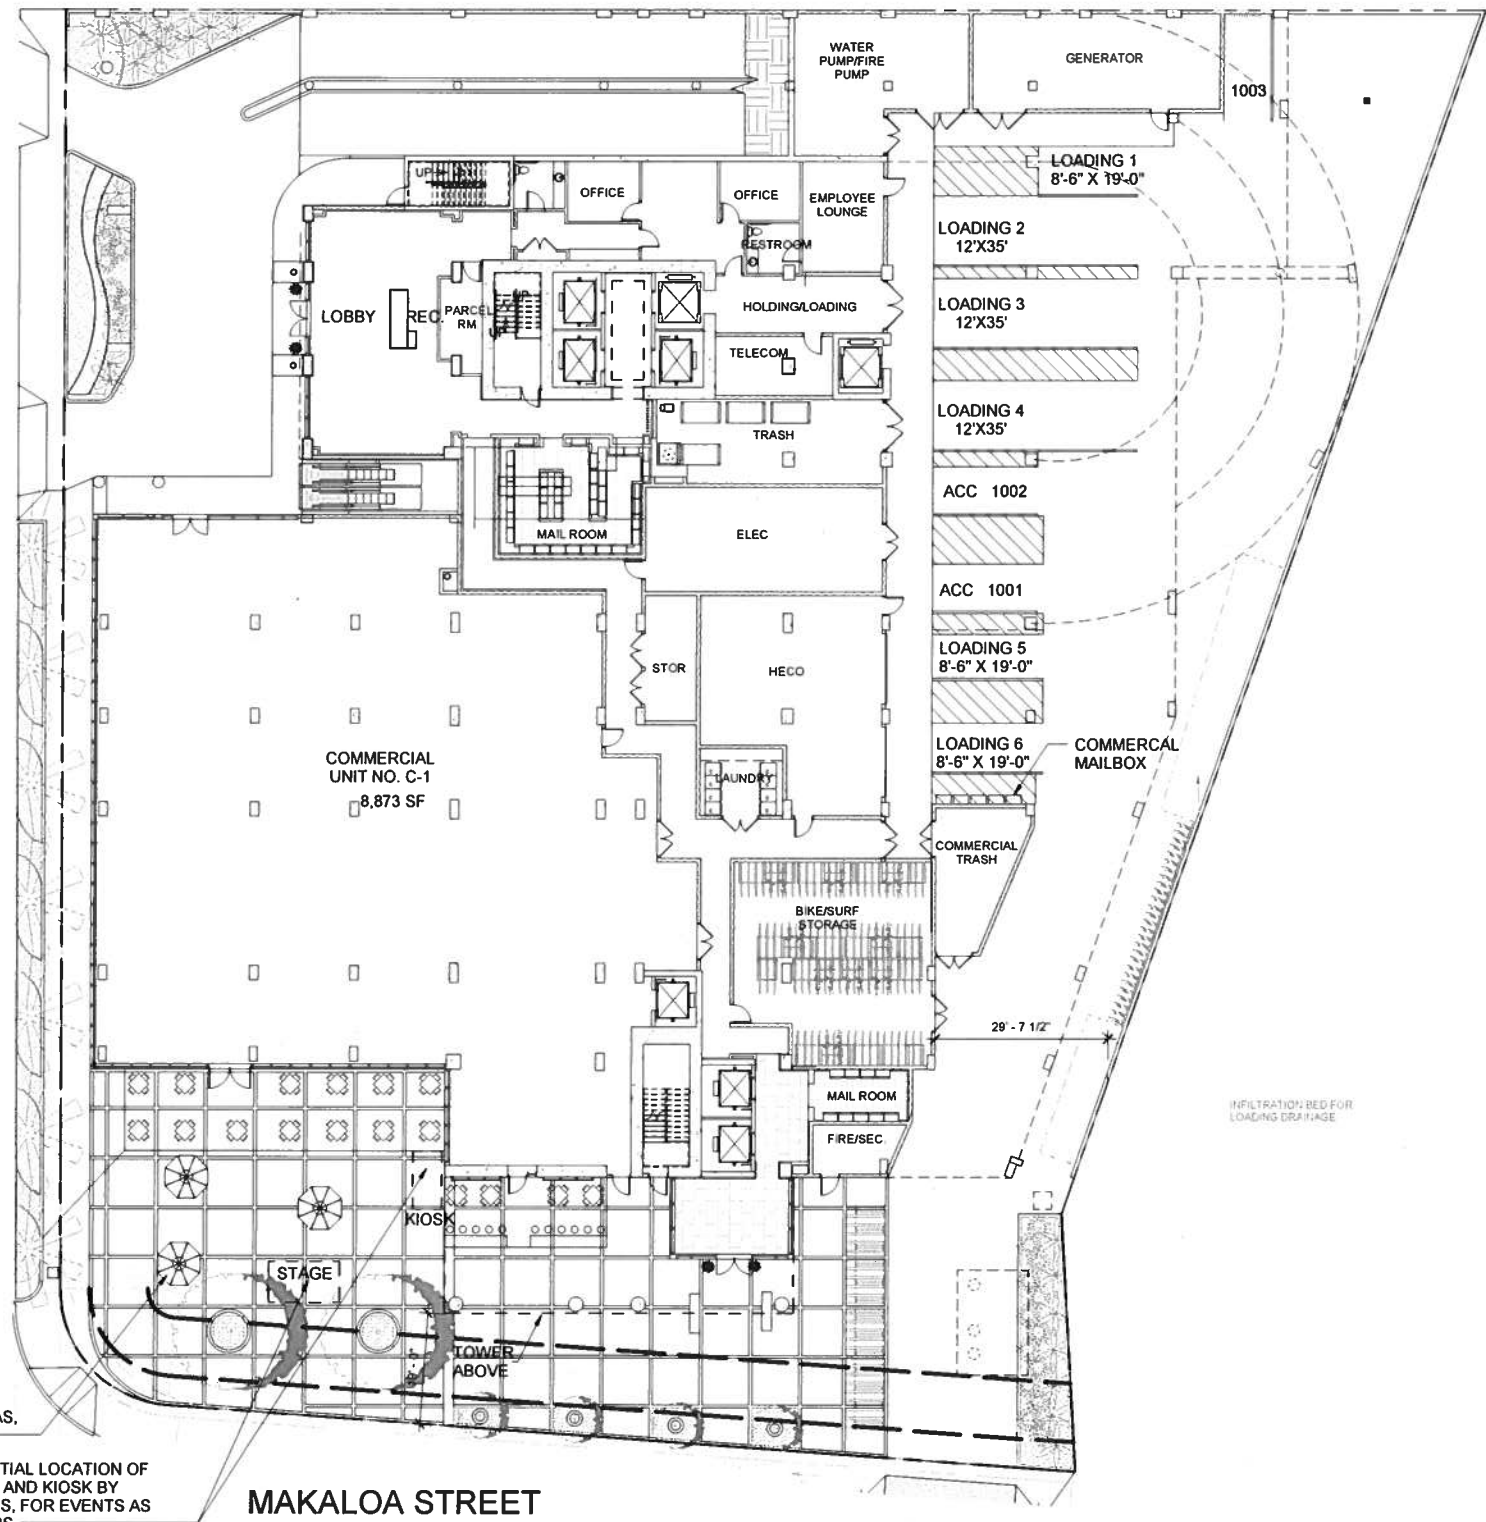 WATER
PUMP/FIRE
PUMP
GENERATOR
1003
LOADING 1
8'-6" X 19'-0"
UP
OFFICE
OFFICE
EMPLOYEE
LOUNGE
LOADING 2
12'X35'
RESTROOM
LOBBY
REC.
PARCEL
RM
UP
UP
HOLDING/LOADING
LOADING 3
12'X35'
TELECOM
LOADING 4
12'X35'
TRASH
ACC 1002
MAIL ROOM
ELEC
ACC 1001
LOADING 5
8'-6" X 19'-0"
STOR
HECO
COMMERCIAL
UNIT NO. C-1
8,873 SF
LOADING 6
8'-6" X 19'-0"
COMMERCAL
MAILBOX
LAUNDRY
COMMERCIAL
TRASH
BIKE/SURF
STORAGE
29' - 7 1/2"
MAIL ROOM
INFILTRATION BED FOR
LOADING DRAINAGE
FIRE/SEC
KIOSK
STAGE
TOWER
ABOVE
AS,
TIAL LOCATION OF
AND KIOSK BY
S, FOR EVENTS AS
MAKALOA STREET